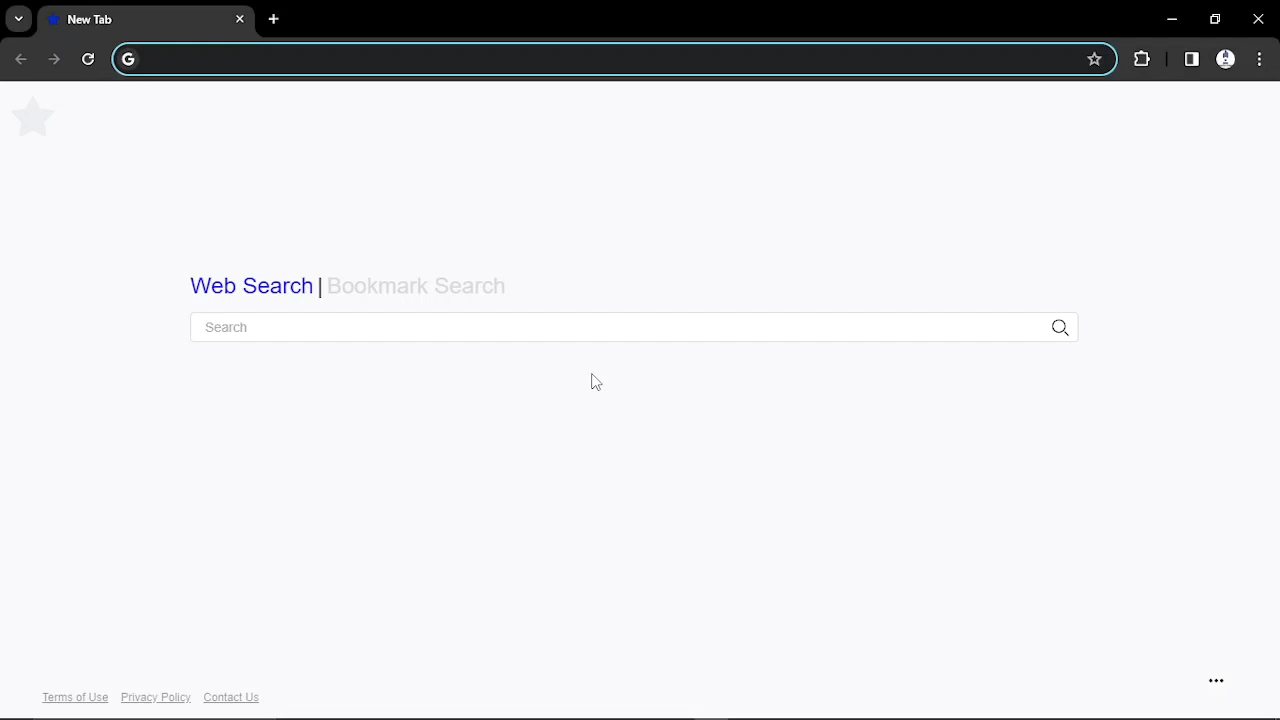 New Tab
Web Search | Bookmark Search
Search
Terms of Use Privacy Policy Contact Us